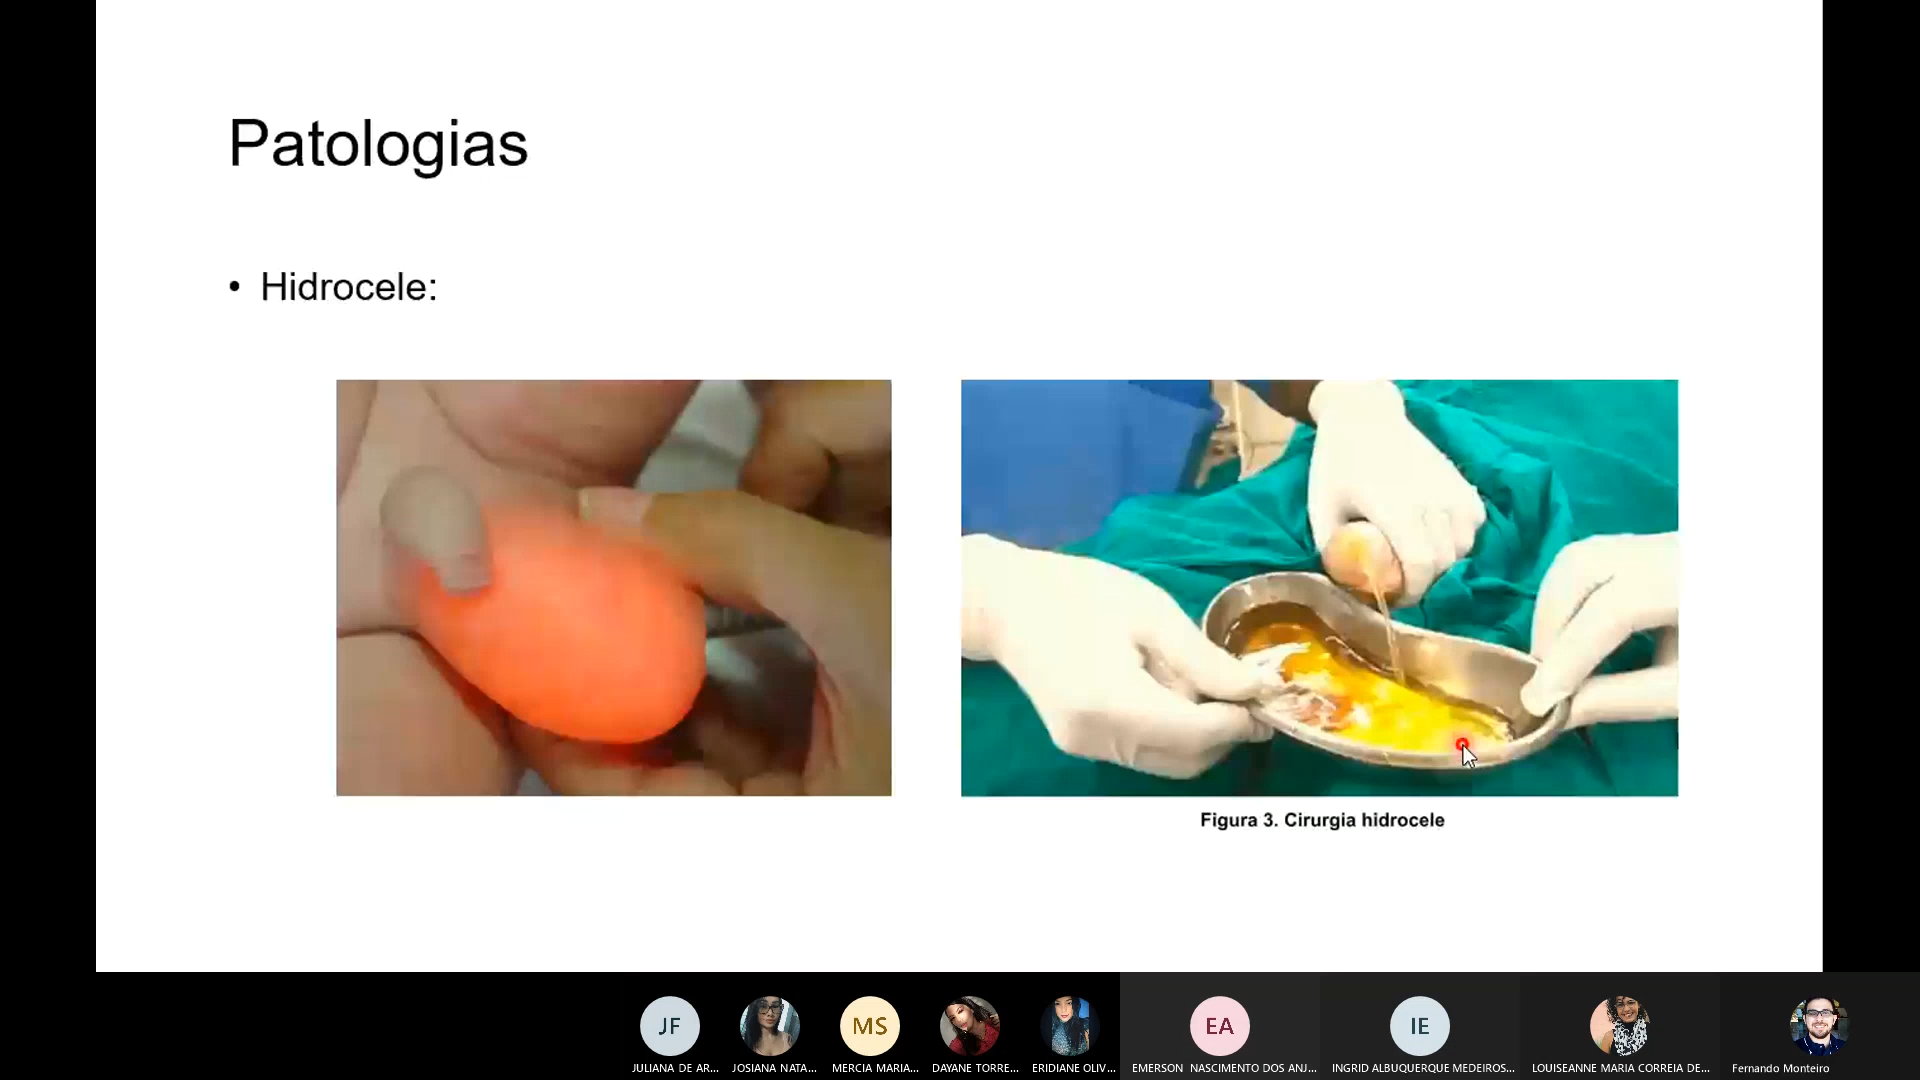 Patologias
• Hidrocele:
Figura 3. Cirurgia hidrocele
JF
MS
EA
IE
JULIANA DE AR...
JOSIANA NATA...
MERCIA MARIA...
DAYANE TORRE...
ERIDIANE OLIV...
EMERSON NASCIMENTO DOS ANJ...
INGRID ALBUQUERQUE MEDEIROS...
LOUISEANNE MARIA CORREIA DE...
Fernando Monteiro